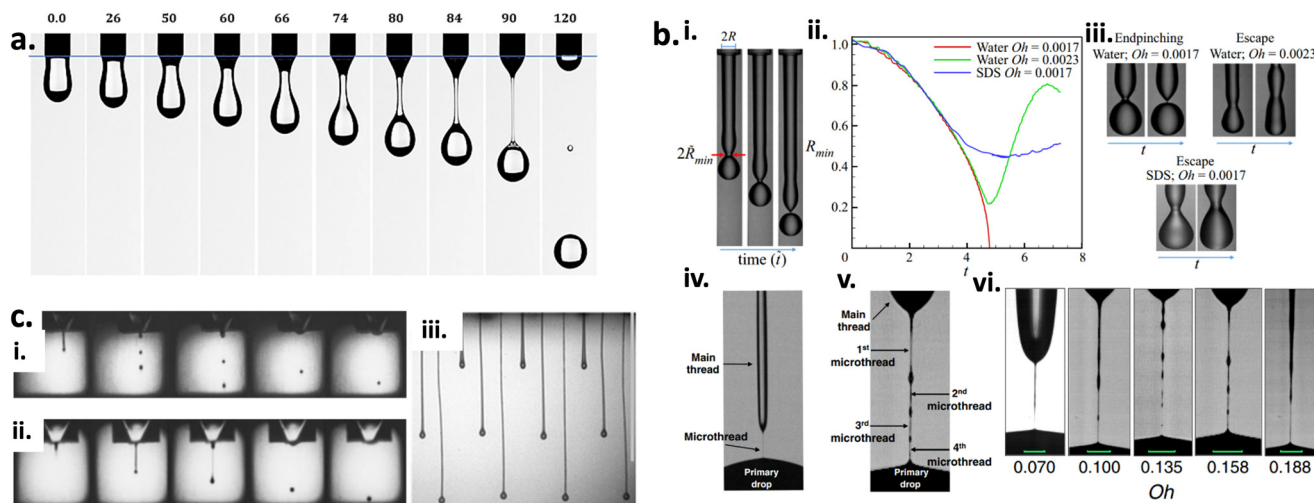 0.0 26 50 60 66 74 80 84 90 120
a.
b. i.
2R
2R̃min
time (t̃)
ii.
Water Oh = 0.0017
Water Oh = 0.0023
SDS Oh = 0.0017
1.0
0.8
0.6
0.4
0.2
Rmin
0 2 4 6 8
t
iii.
Endpinching
Water; Oh = 0.0017
t
Escape
Water; Oh = 0.0023
t
Escape
SDS; Oh = 0.0017
t
c.
i.
ii.
iii.
iv.
Main
thread
Microthread
Primary
drop
v.
Main
thread
1st
microthread
2nd
microthread
3rd
microthread
4th
microthread
Primary
drop
vi.
0.070 0.100 0.135 0.158 0.188
Oh